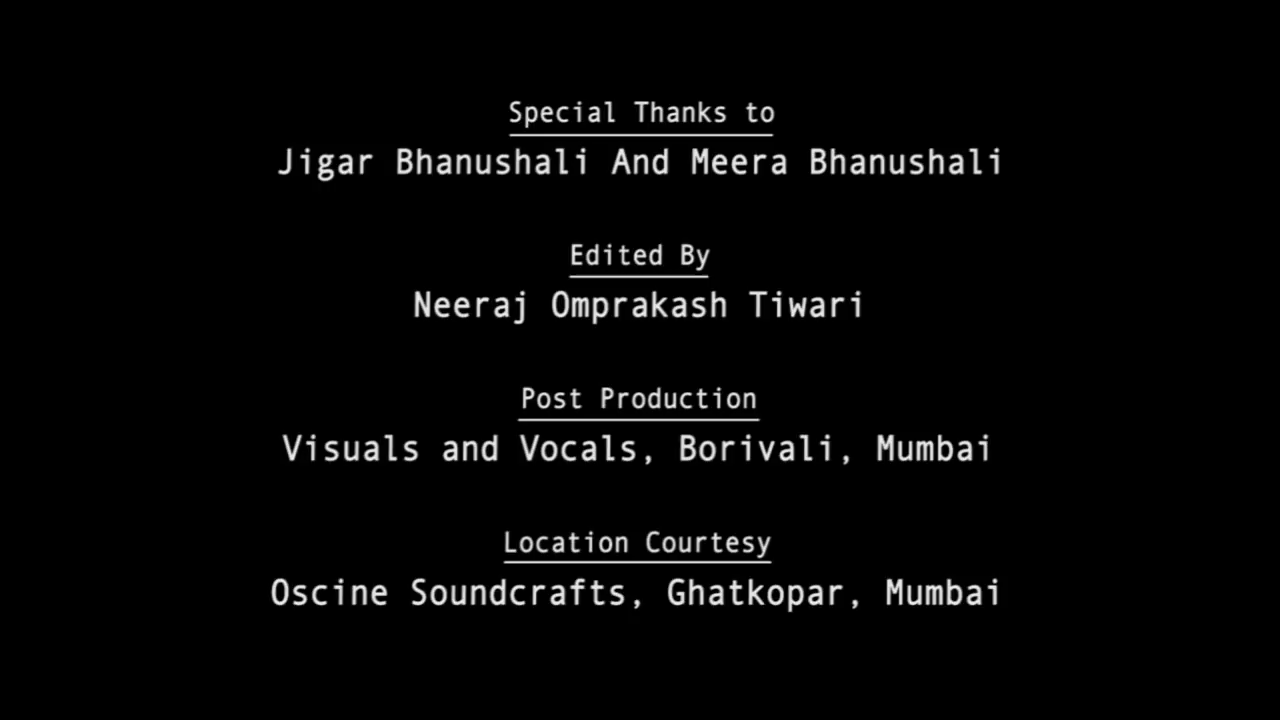 Special Thanks to
Jigar Bhanushali And Meera Bhanushali
Edited By
Neeraj Omprakash Tiwari
Post Production
Visuals and Vocals, Borivali, Mumbai
Location Courtesy
Oscine Soundcrafts, Ghatkopar, Mumbai